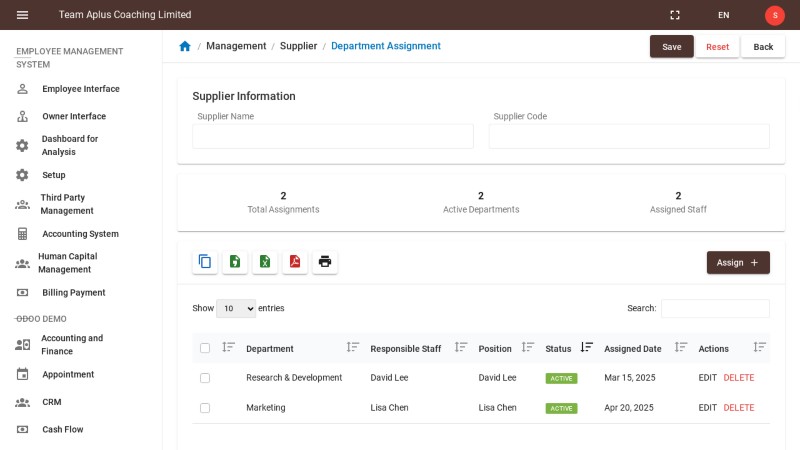 Team Aplus Coaching Limited
EN
S
EMPLOYEE MANAGEMENT
SYSTEM
Employee Interface
Owner Interface
Dashboard for
Analysis
Setup
Third Party
Management
Accounting System
Human Capital
Management
Billing Payment
ODOO DEMO
Accounting and
Finance
Appointment
CRM
Cash Flow
/ Management / Supplier / Department Assignment
Save
Reset
Back
Supplier Information
Supplier Name
Supplier Code
2
Total Assignments
2
Active Departments
2
Assigned Staff
Assign +
Show 10 entries
Search:
Department Responsible Staff Position Status Assigned Date Actions
Research & Development David Lee David Lee ACTIVE Mar 15, 2025 EDIT DELETE
Marketing Lisa Chen Lisa Chen ACTIVE Apr 20, 2025 EDIT DELETE